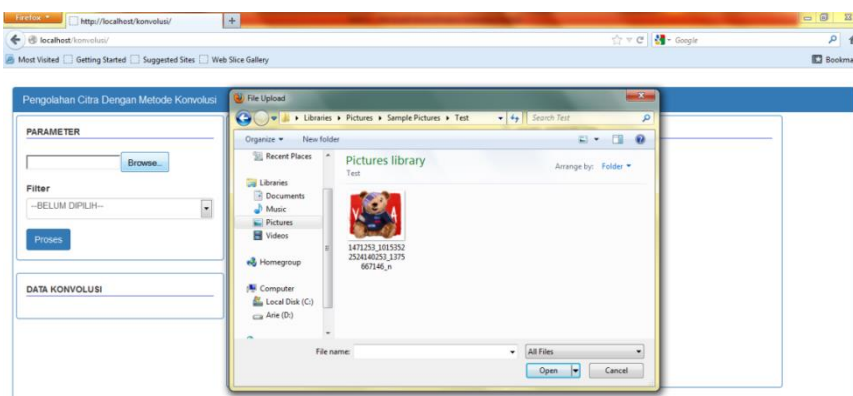 Firefox
http://localhost/konvolusi/
+
localhost/konvolusi/
Google
Most Visited Getting Started Suggested Sites Web Slice Gallery
Bookma
Pengolahan Citra Dengan Metode Konvolusi
PARAMETER
Browse...
Filter
--BELUM DIPILIH--
Proses
DATA KONVOLUSI
File Upload
Libraries Pictures Sample Pictures Test
Search Test
Organize New folder
Recent Places
Libraries
Documents
Music
Pictures
Videos
Homegroup
Computer
Local Disk (C:)
Arie (D:)
Pictures library
Test
Arrange by: Folder
1471253_1015352
2524140253_1375
667146_n
File name:
All Files
Open
Cancel